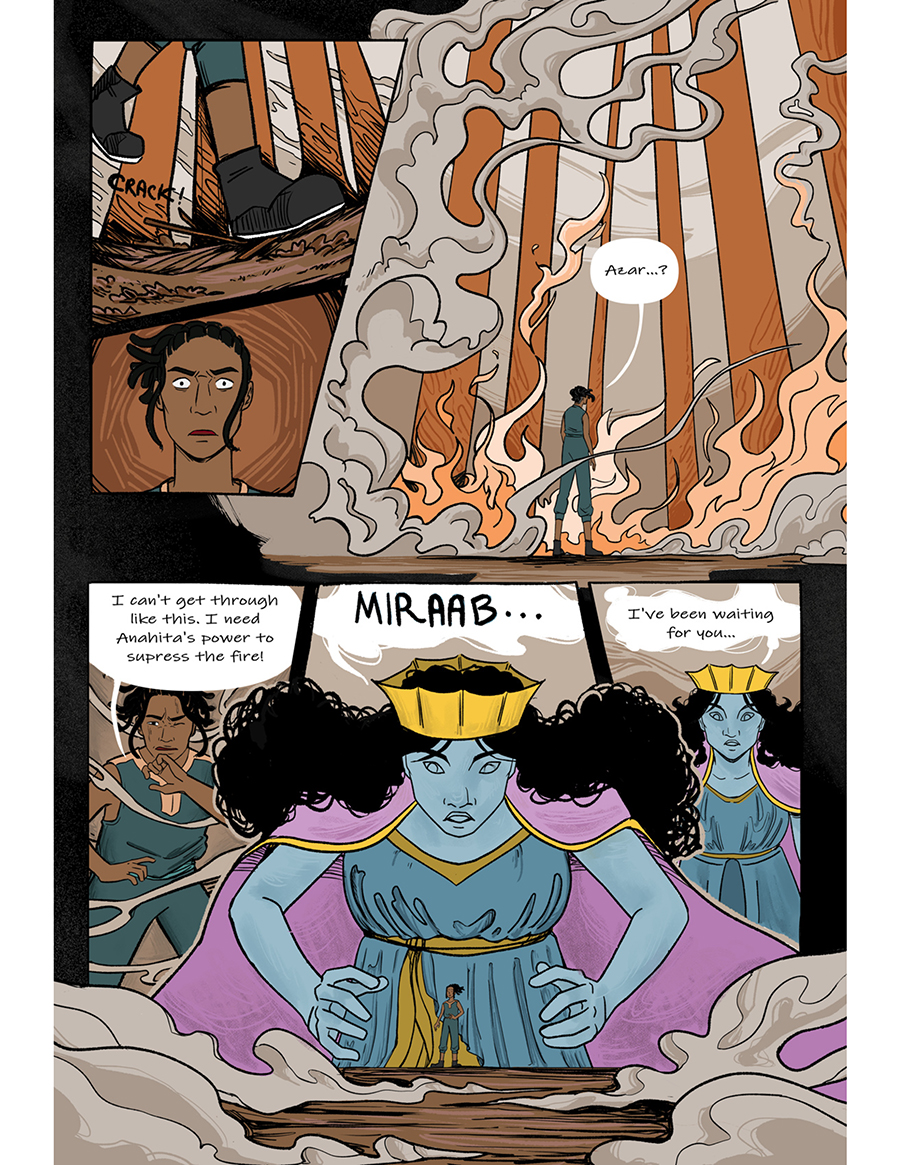 CRACK!
Azar...?
I can't get through
like this. I need
Anahita's power to
supress the fire!
MIRAAB...
I've been waiting
for you...